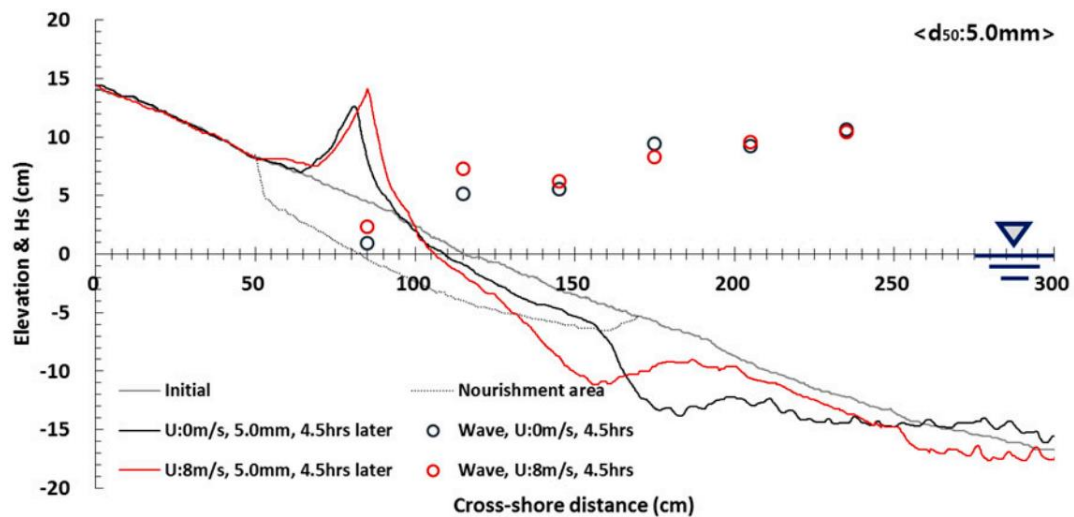 <d50:5.0mm>
20
15
10
5
0
-5
-10
-15
-20
Elevation & Hs (cm)
0 50 100 150 200 250 300
Initial
Nourishment area
U:0m/s, 5.0mm, 4.5hrs later
Wave, U:0m/s, 4.5hrs
U:8m/s, 5.0mm, 4.5hrs later
Wave, U:8m/s, 4.5hrs
Cross-shore distance (cm)